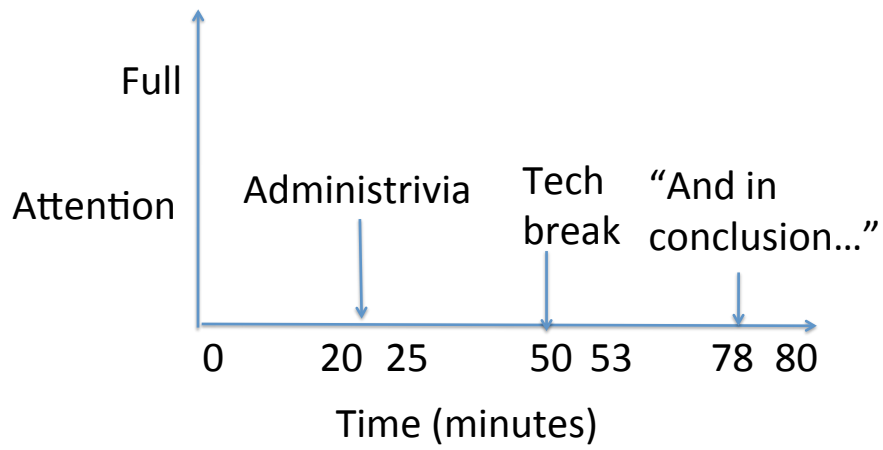 Full
Attention
Administrivia
Tech
break
“And in
conclusion…”
0 20 25 50 53 78 80
Time (minutes)